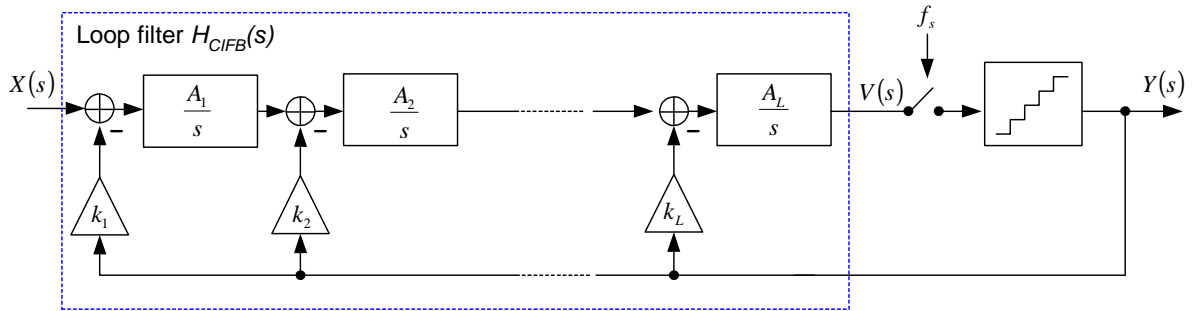 Loop filter H_CIFB(s)
f_s
X(s)
A_1
s
A_2
s
A_L
s
V(s)
Y(s)
−
−
−
k_1
k_2
k_L